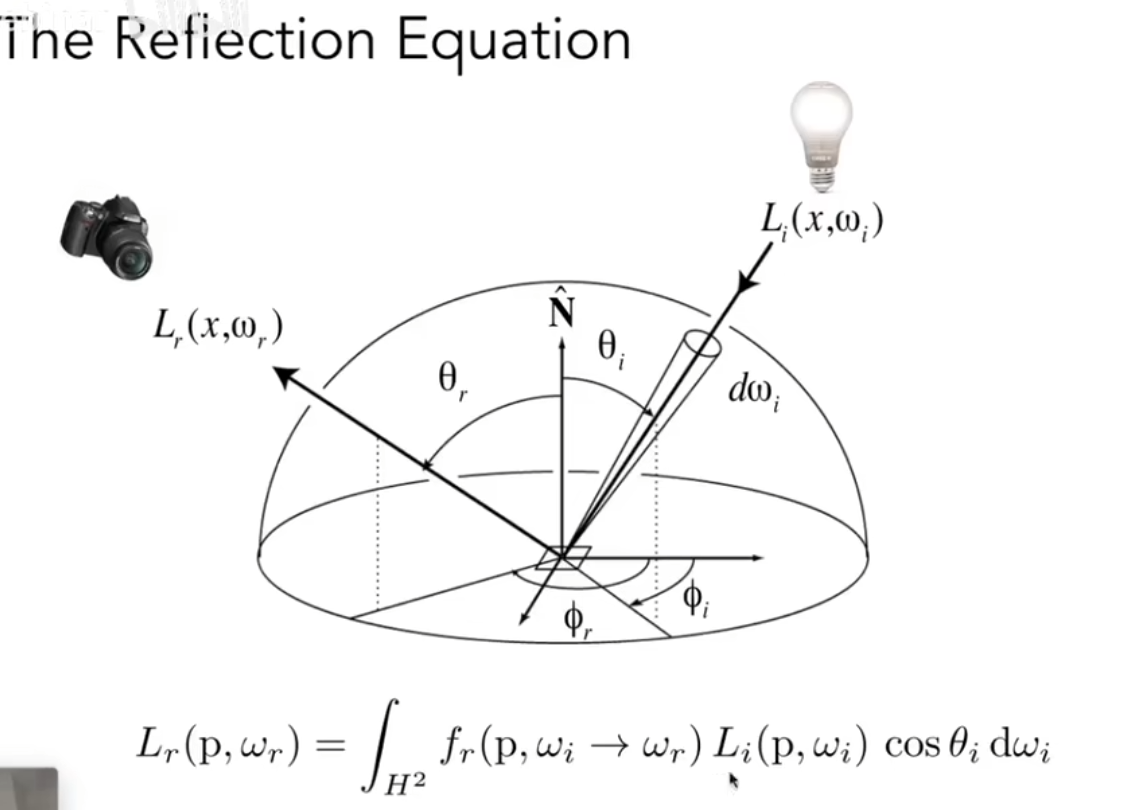 The Reflection Equation
L_i(x,ω_i)
N̂
L_r(x,ω_r)
θ_i
θ_r
dω_i
ϕ_i
ϕ_r
L_r(p, ω_r) = ∫_{H²} f_r(p, ω_i → ω_r) L_i(p, ω_i) cos θ_i dω_i